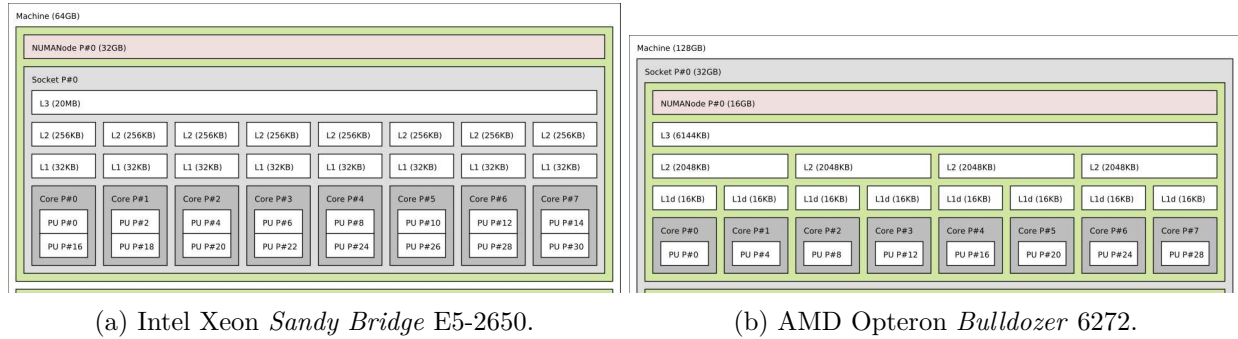 Machine (64GB)
NUMANode P#0 (32GB)
Socket P#0
L3 (20MB)
L2 (256KB) L2 (256KB) L2 (256KB) L2 (256KB) L2 (256KB) L2 (256KB) L2 (256KB) L2 (256KB)
L1 (32KB) L1 (32KB) L1 (32KB) L1 (32KB) L1 (32KB) L1 (32KB) L1 (32KB) L1 (32KB)
Core P#0 Core P#1 Core P#2 Core P#3 Core P#4 Core P#5 Core P#6 Core P#7
PU P#0 PU P#2 PU P#4 PU P#6 PU P#8 PU P#10 PU P#12 PU P#14
PU P#16 PU P#18 PU P#20 PU P#22 PU P#24 PU P#26 PU P#28 PU P#30
(a) Intel Xeon Sandy Bridge E5-2650.
Machine (128GB)
Socket P#0 (32GB)
NUMANode P#0 (16GB)
L3 (6144KB)
L2 (2048KB) L2 (2048KB) L2 (2048KB) L2 (2048KB)
L1d (16KB) L1d (16KB) L1d (16KB) L1d (16KB) L1d (16KB) L1d (16KB) L1d (16KB) L1d (16KB)
Core P#0 Core P#1 Core P#2 Core P#3 Core P#4 Core P#5 Core P#6 Core P#7
PU P#0 PU P#4 PU P#8 PU P#12 PU P#16 PU P#20 PU P#24 PU P#28
(b) AMD Opteron Bulldozer 6272.